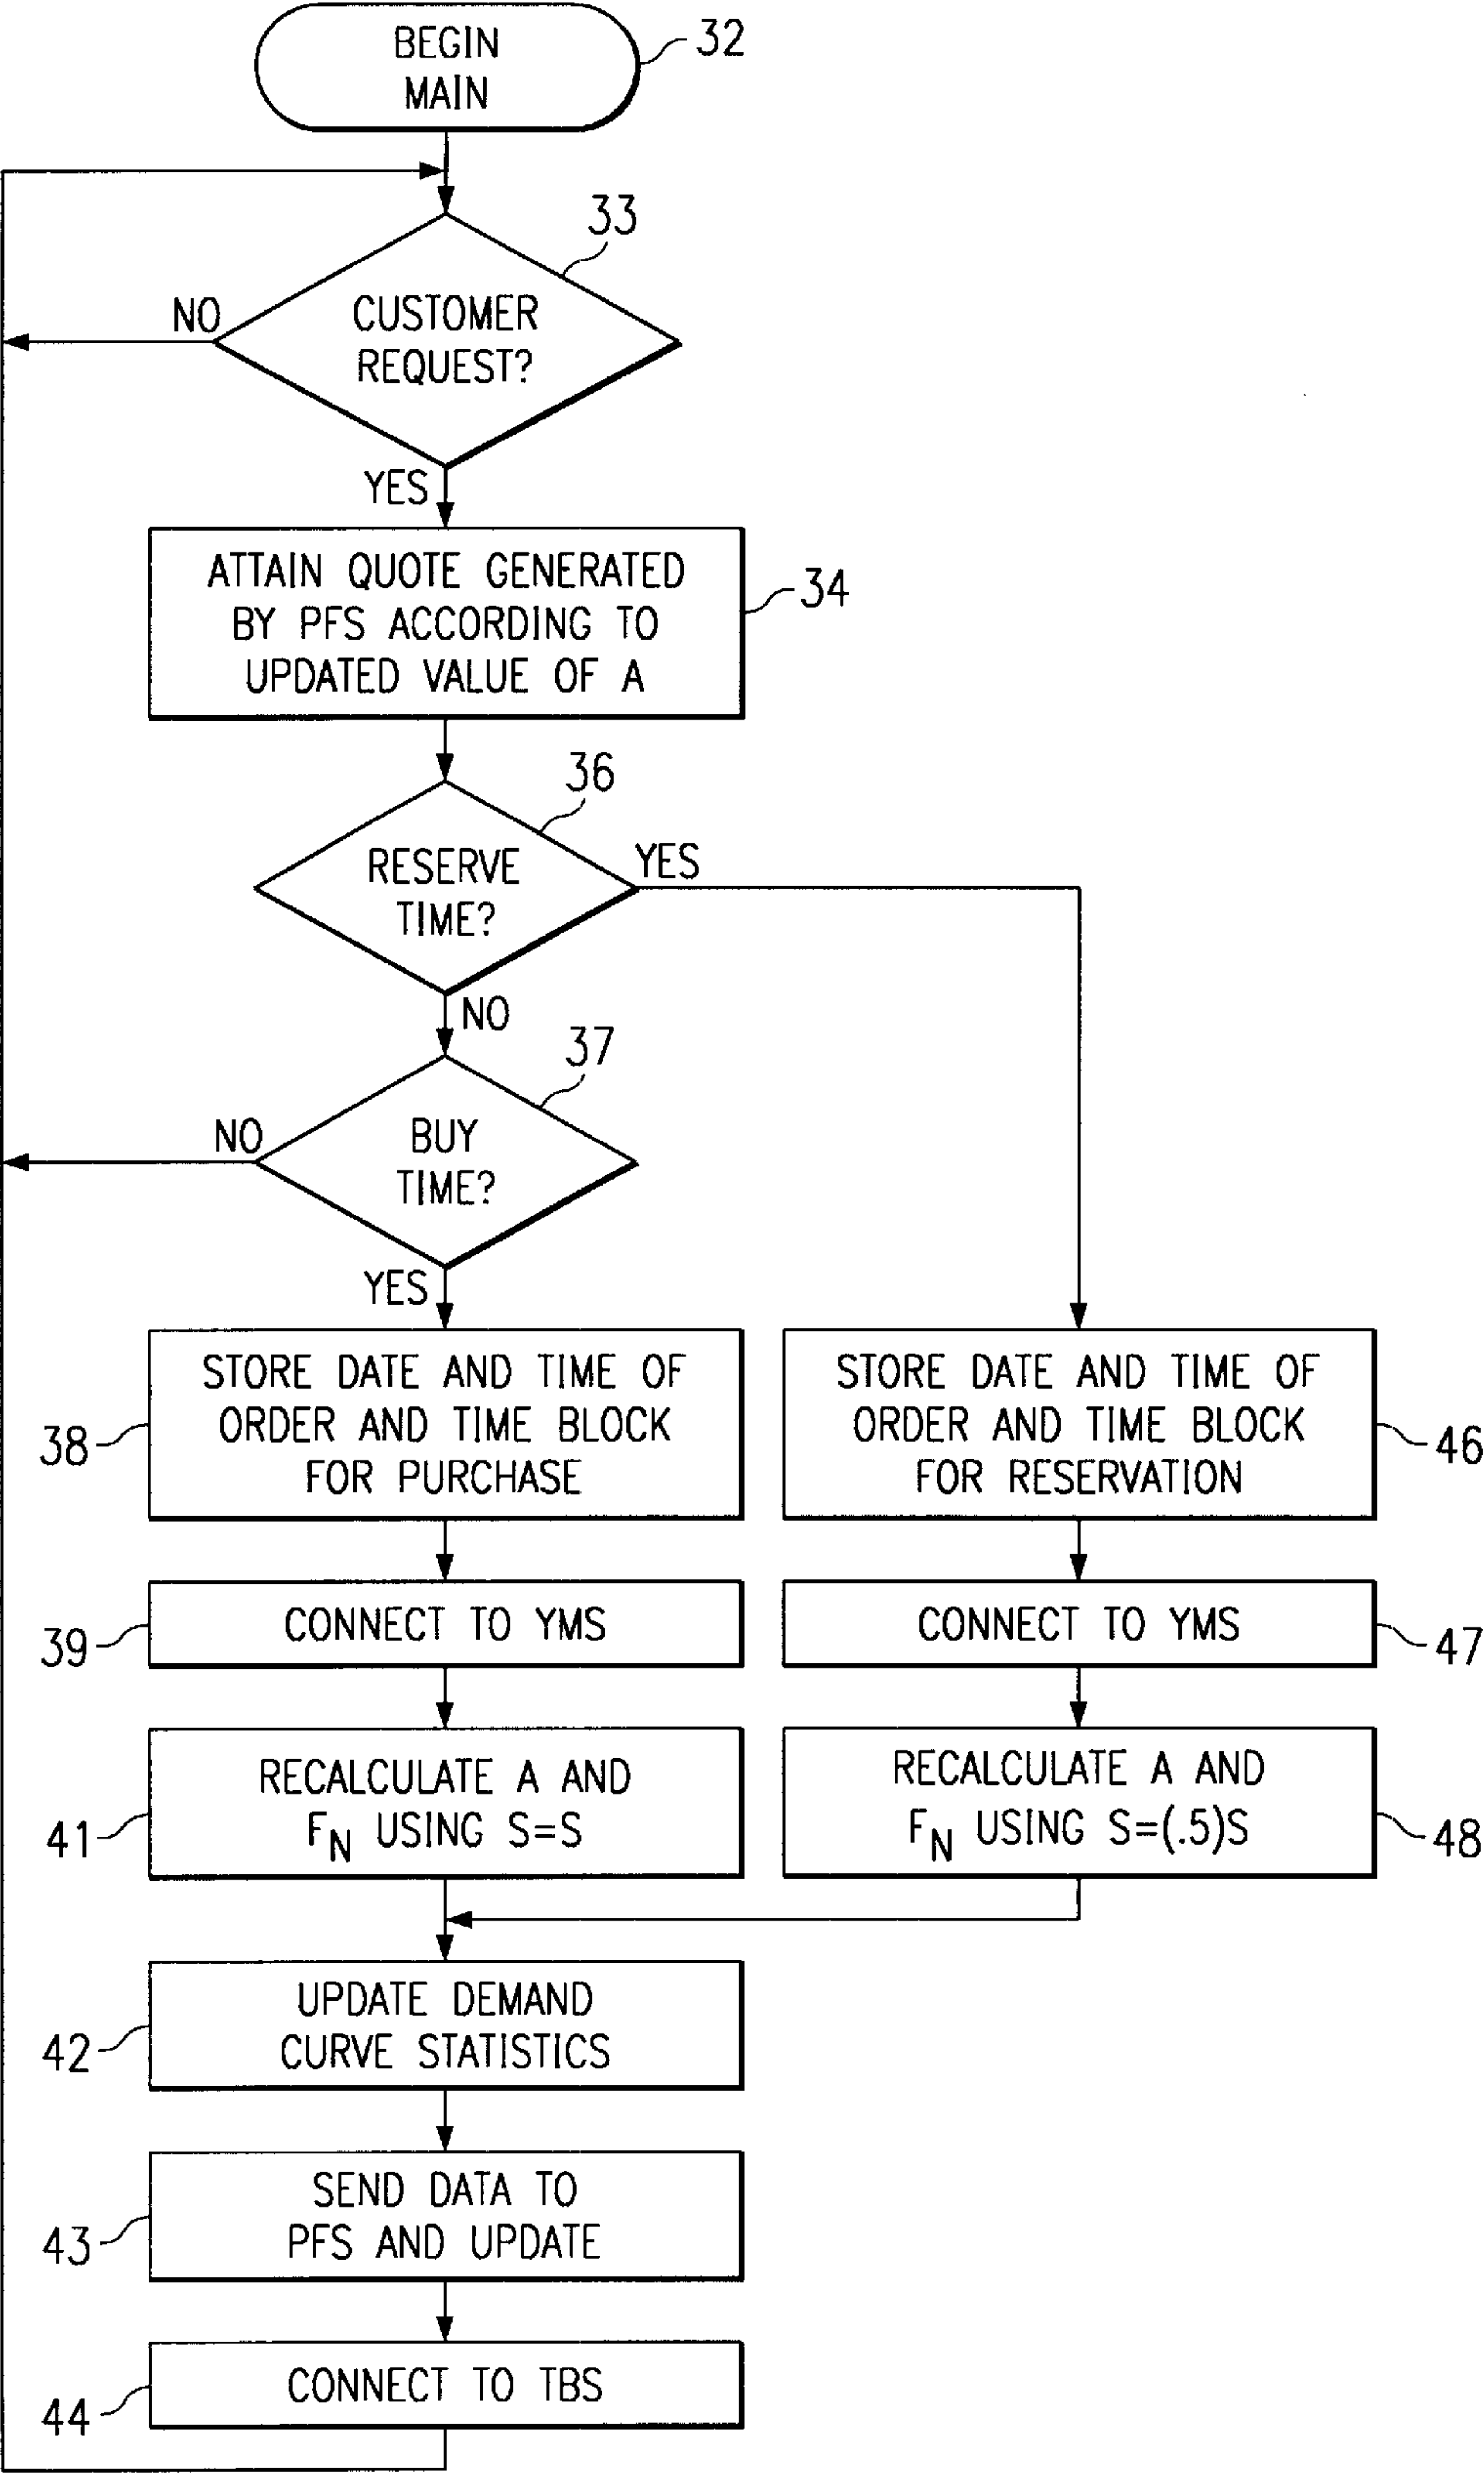 BEGIN
MAIN
32
33
CUSTOMER
REQUEST?
NO
YES
ATTAIN QUOTE GENERATED
BY PFS ACCORDING TO
UPDATED VALUE OF A
34
36
RESERVE
TIME?
YES
NO
37
BUY
TIME?
NO
YES
STORE DATE AND TIME OF
ORDER AND TIME BLOCK
FOR PURCHASE
38
STORE DATE AND TIME OF
ORDER AND TIME BLOCK
FOR RESERVATION
46
CONNECT TO YMS
39
CONNECT TO YMS
47
RECALCULATE A AND
FN USING S=S
41
RECALCULATE A AND
FN USING S=(.5)S
48
UPDATE DEMAND
CURVE STATISTICS
42
SEND DATA TO
PFS AND UPDATE
43
CONNECT TO TBS
44